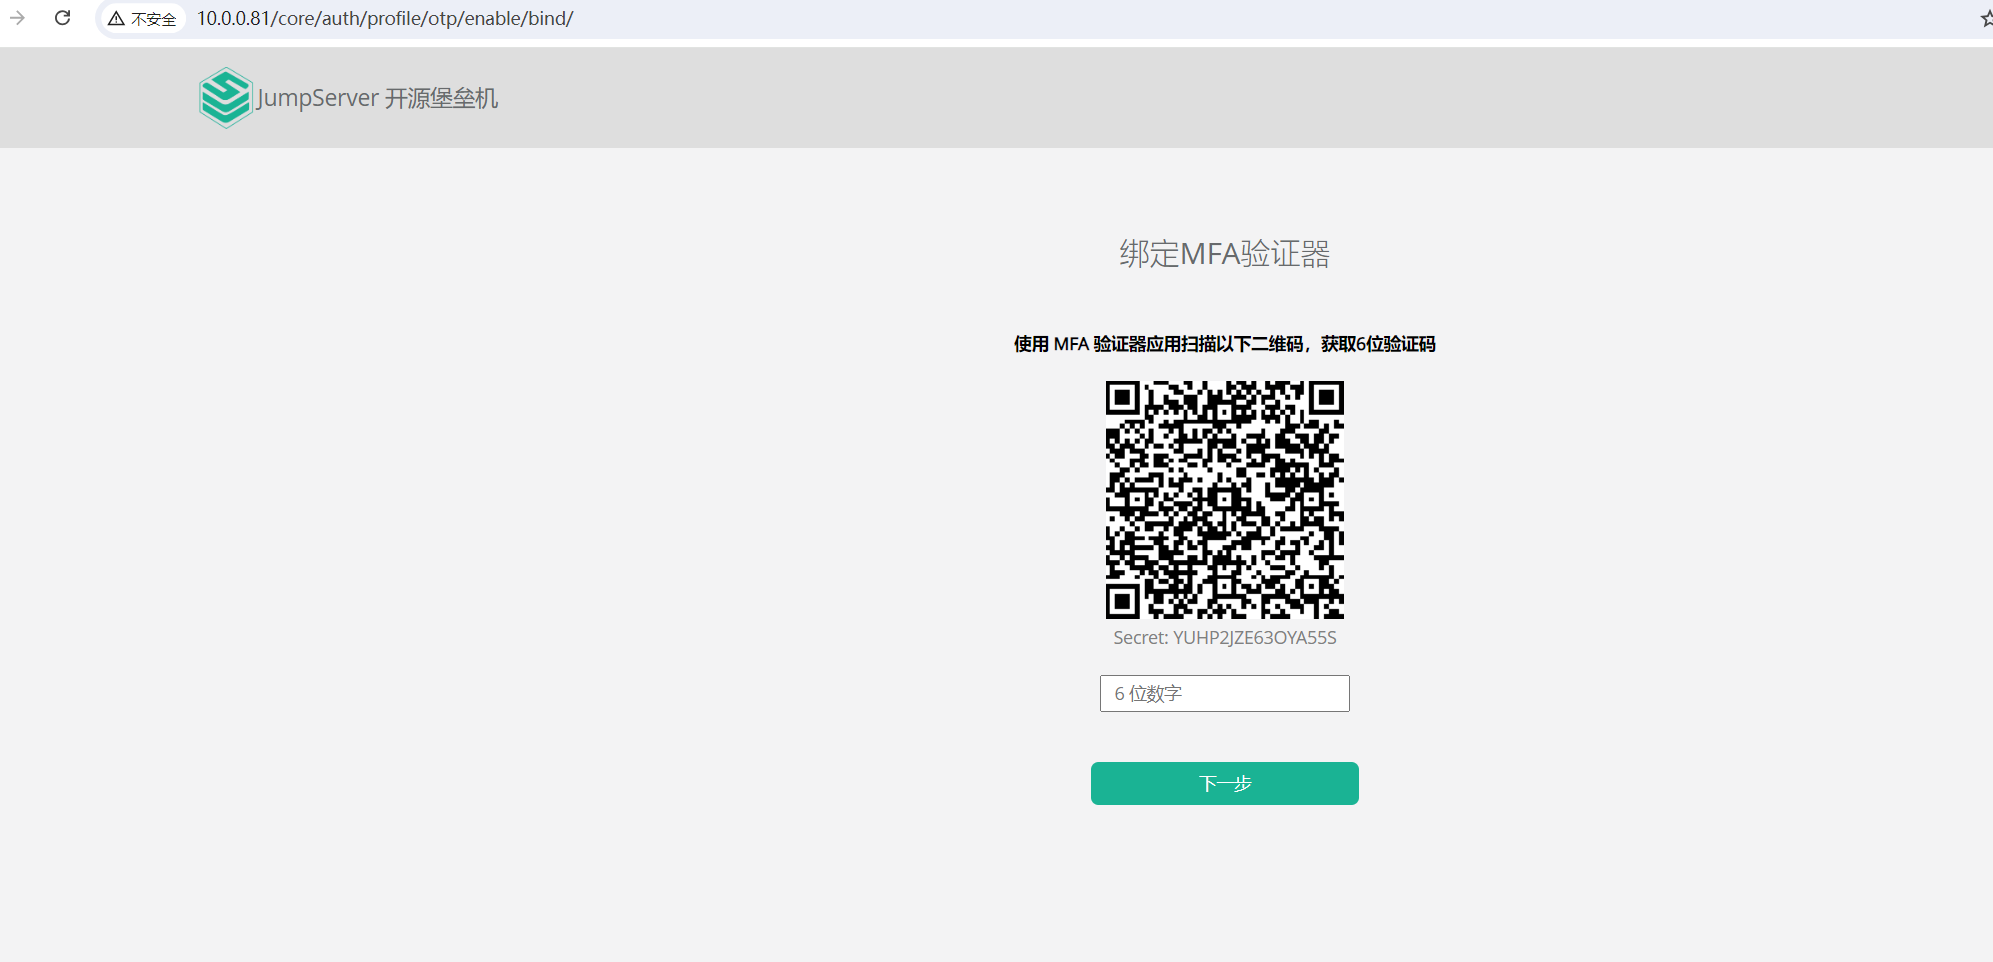 不安全 10.0.0.81/core/auth/profile/otp/enable/bind/
JumpServer 开源堡垒机
绑定MFA验证器
使用 MFA 验证器应用扫描以下二维码，获取6位验证码
Secret: YUHP2JZE63OYA55S
6 位数字
下一步